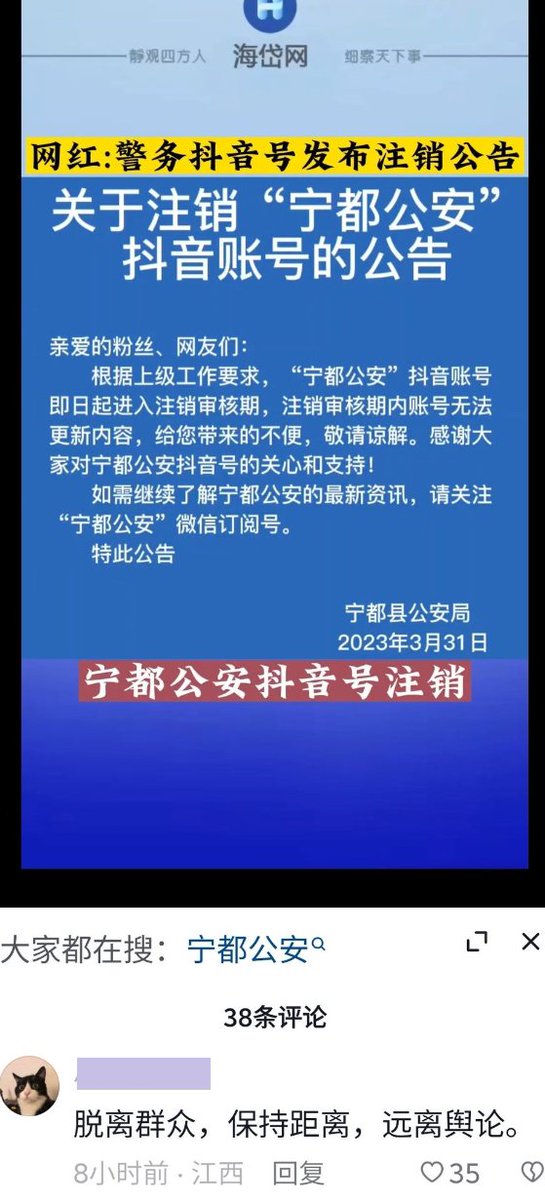 静观四方人
海岱网
细察天下事
网红:警务抖音号发布注销公告
关于注销“宁都公安”
抖音账号的公告
亲爱的粉丝、网友们：
根据上级工作要求，“宁都公安”抖音账号
即日起进入注销审核期，注销审核期内账号无法
更新内容，给您带来的不便，敬请谅解。感谢大
家对宁都公安抖音号的关心和支持！
如需继续了解宁都公安的最新资讯，请关注
“宁都公安”微信订阅号。
特此公告
宁都县公安局
2023年3月31日
宁都公安抖音号注销
大家都在搜：宁都公安
38条评论
脱离群众，保持距离，远离舆论。
8小时前·江西 回复 35